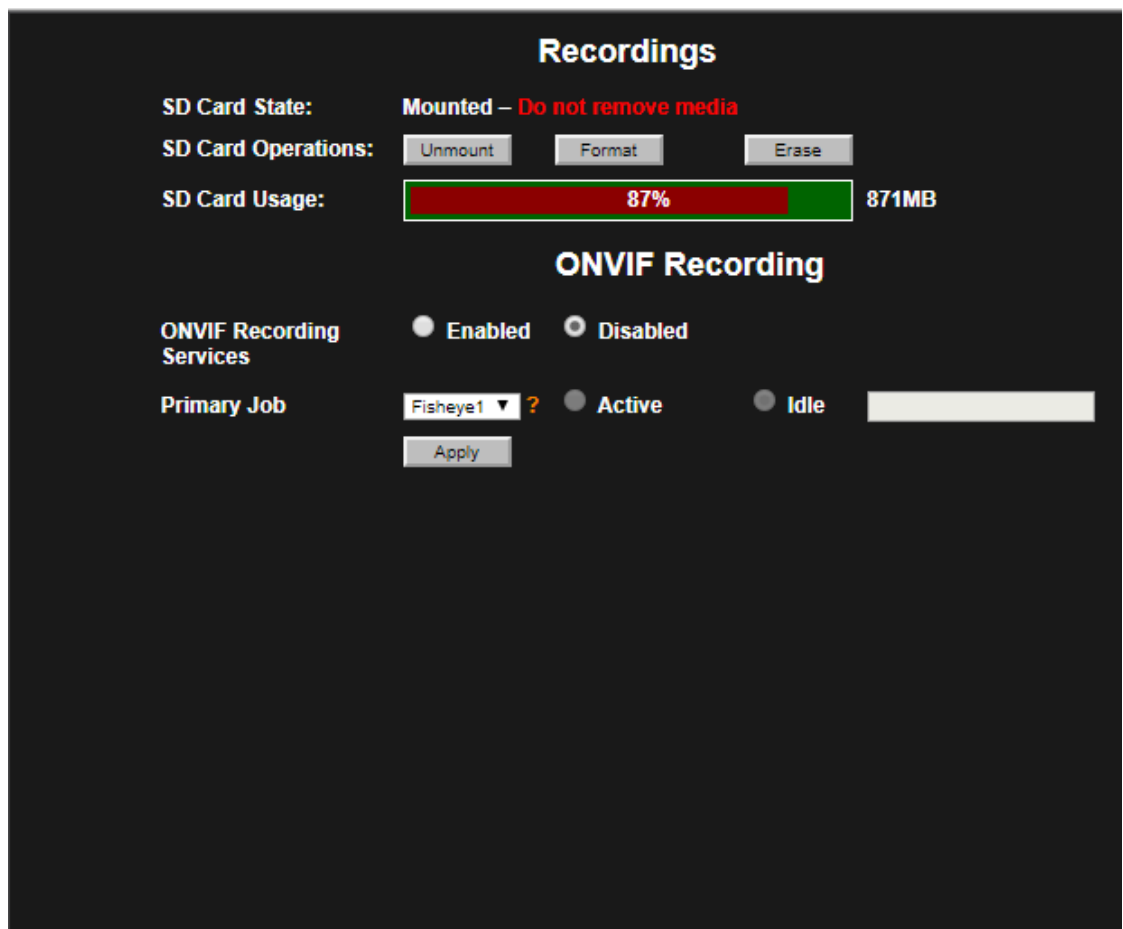 Recordings
SD Card State: Mounted – Do not remove media
SD Card Operations: Unmount Format Erase
SD Card Usage: 87% 871MB
ONVIF Recording
ONVIF Recording Enabled Disabled
Services
Primary Job Fisheye1 ▼ ? Active Idle
Apply